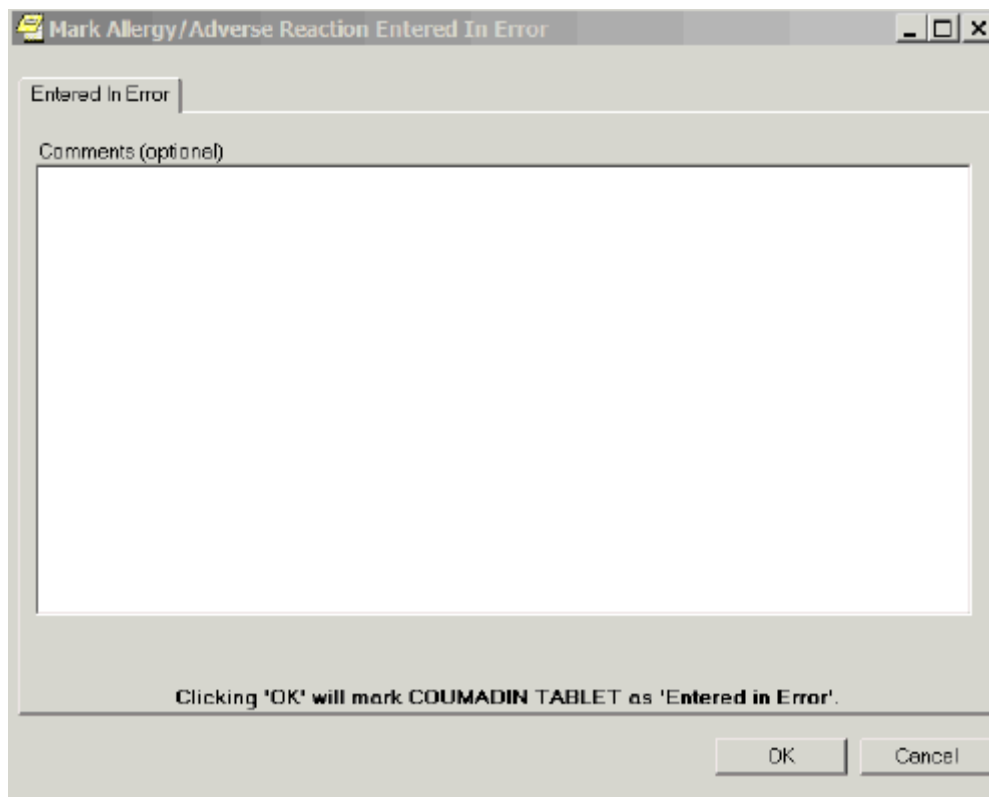 Mark Allergy/Adverse Reaction Entered In Error
Entered In Error
Comments (optional)
Clicking 'OK' will mark COUMADIN TABLET as 'Entered in Error'.
OK
Cancel